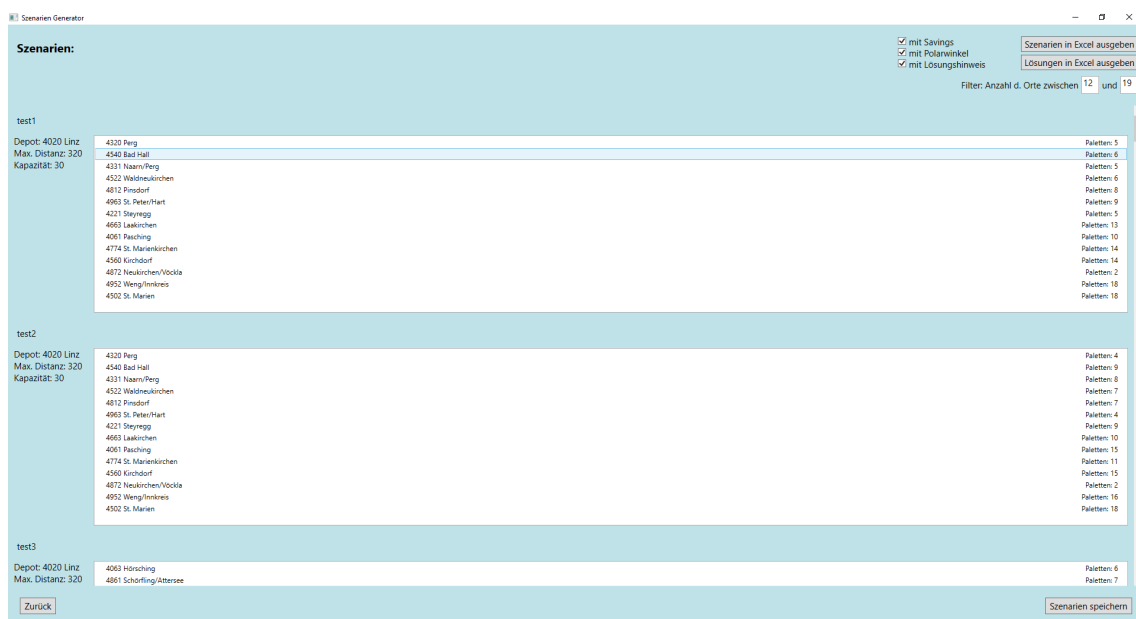 Szenarien Generator
Szenarien:
mit Savings
mit Polarwinkel
mit Lösungshinweis
Szenarien in Excel ausgeben
Lösungen in Excel ausgeben
Filter: Anzahl d. Orte zwischen 12 und 19
test1
Depot: 4020 Linz
Max. Distanz: 320
Kapazität: 30
4320 Perg Paletten: 5
4540 Bad Hall Paletten: 6
4331 Naarn/Perg Paletten: 5
4522 Waldneukirchen Paletten: 6
4812 Pinsdorf Paletten: 8
4963 St. Peter/Hart Paletten: 9
4221 Steyregg Paletten: 5
4663 Laakirchen Paletten: 13
4061 Pasching Paletten: 10
4774 St. Marienkirchen Paletten: 14
4560 Kirchdorf Paletten: 14
4872 Neukirchen/Vöckla Paletten: 2
4952 Weng/Innkreis Paletten: 18
4502 St. Marien Paletten: 18
test2
Depot: 4020 Linz
Max. Distanz: 320
Kapazität: 30
4320 Perg Paletten: 4
4540 Bad Hall Paletten: 9
4331 Naarn/Perg Paletten: 8
4522 Waldneukirchen Paletten: 7
4812 Pinsdorf Paletten: 7
4963 St. Peter/Hart Paletten: 4
4221 Steyregg Paletten: 9
4663 Laakirchen Paletten: 10
4061 Pasching Paletten: 15
4774 St. Marienkirchen Paletten: 11
4560 Kirchdorf Paletten: 15
4872 Neukirchen/Vöckla Paletten: 2
4952 Weng/Innkreis Paletten: 16
4502 St. Marien Paletten: 18
test3
Depot: 4020 Linz
Max. Distanz: 320
4063 Hörsching Paletten: 6
4861 Schörfling/Attersee Paletten: 7
Zurück
Szenarien speichern